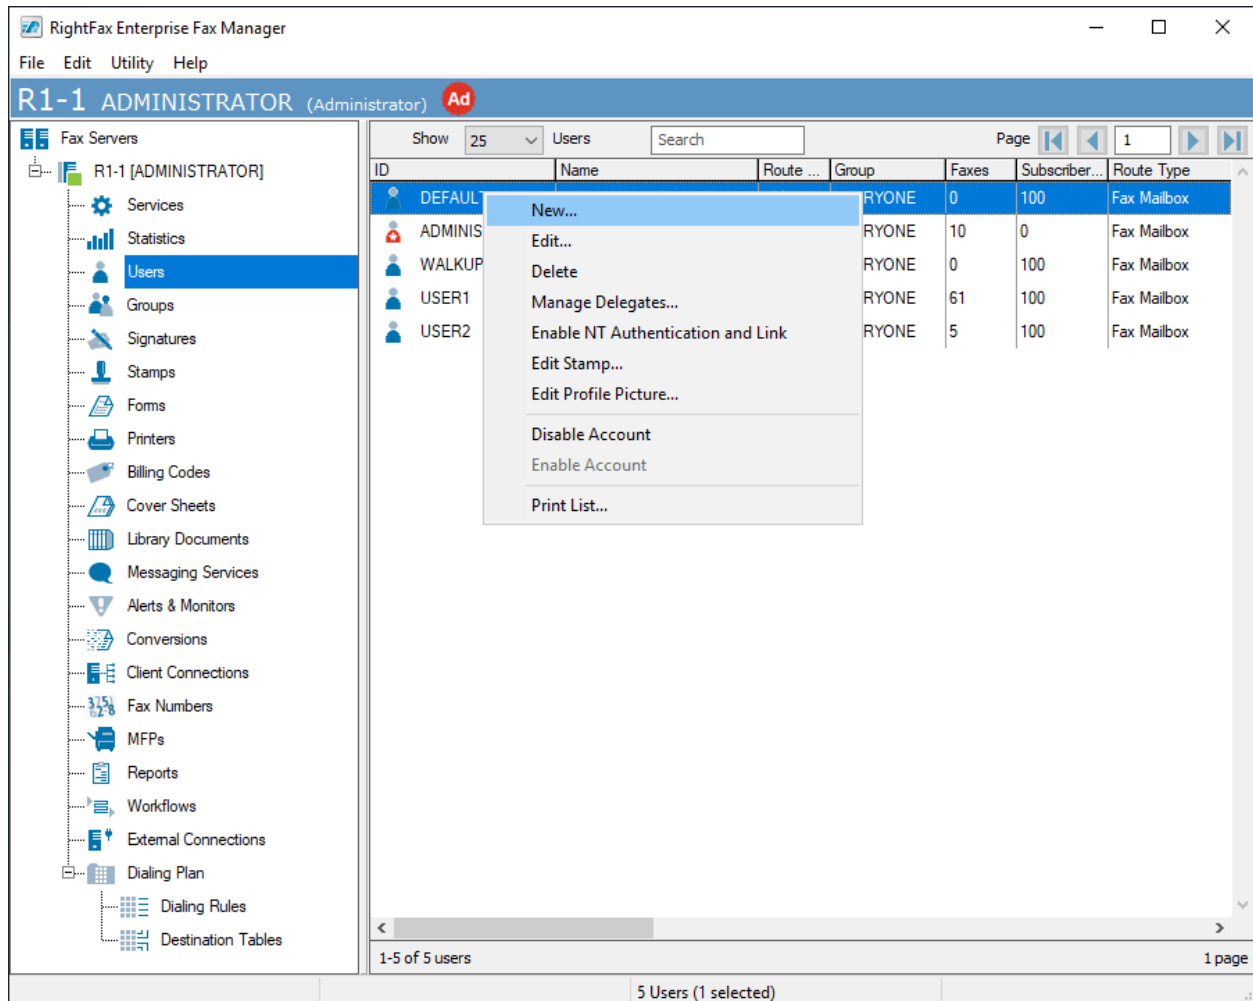 RightFax Enterprise Fax Manager
File Edit Utility Help
R1-1 ADMINISTRATOR (Administrator) Ad
Fax Servers
R1-1 [ADMINISTRATOR]
Services
Statistics
Users
Groups
Signatures
Stamps
Forms
Printers
Billing Codes
Cover Sheets
Library Documents
Messaging Services
Alerts & Monitors
Conversions
Client Connections
Fax Numbers
MFPs
Reports
Workflows
External Connections
Dialing Plan
Dialing Rules
Destination Tables
Show 25 Users Search Page 1
ID Name Route ... Group Faxes Subscriber... Route Type
DEFAULT RYONE 0 100 Fax Mailbox
ADMINIS RYONE 10 0 Fax Mailbox
WALKUP RYONE 0 100 Fax Mailbox
USER1 RYONE 61 100 Fax Mailbox
USER2 RYONE 5 100 Fax Mailbox
New...
Edit...
Delete
Manage Delegates...
Enable NT Authentication and Link
Edit Stamp...
Edit Profile Picture...
Disable Account
Enable Account
Print List...
1-5 of 5 users 1 page
5 Users (1 selected)